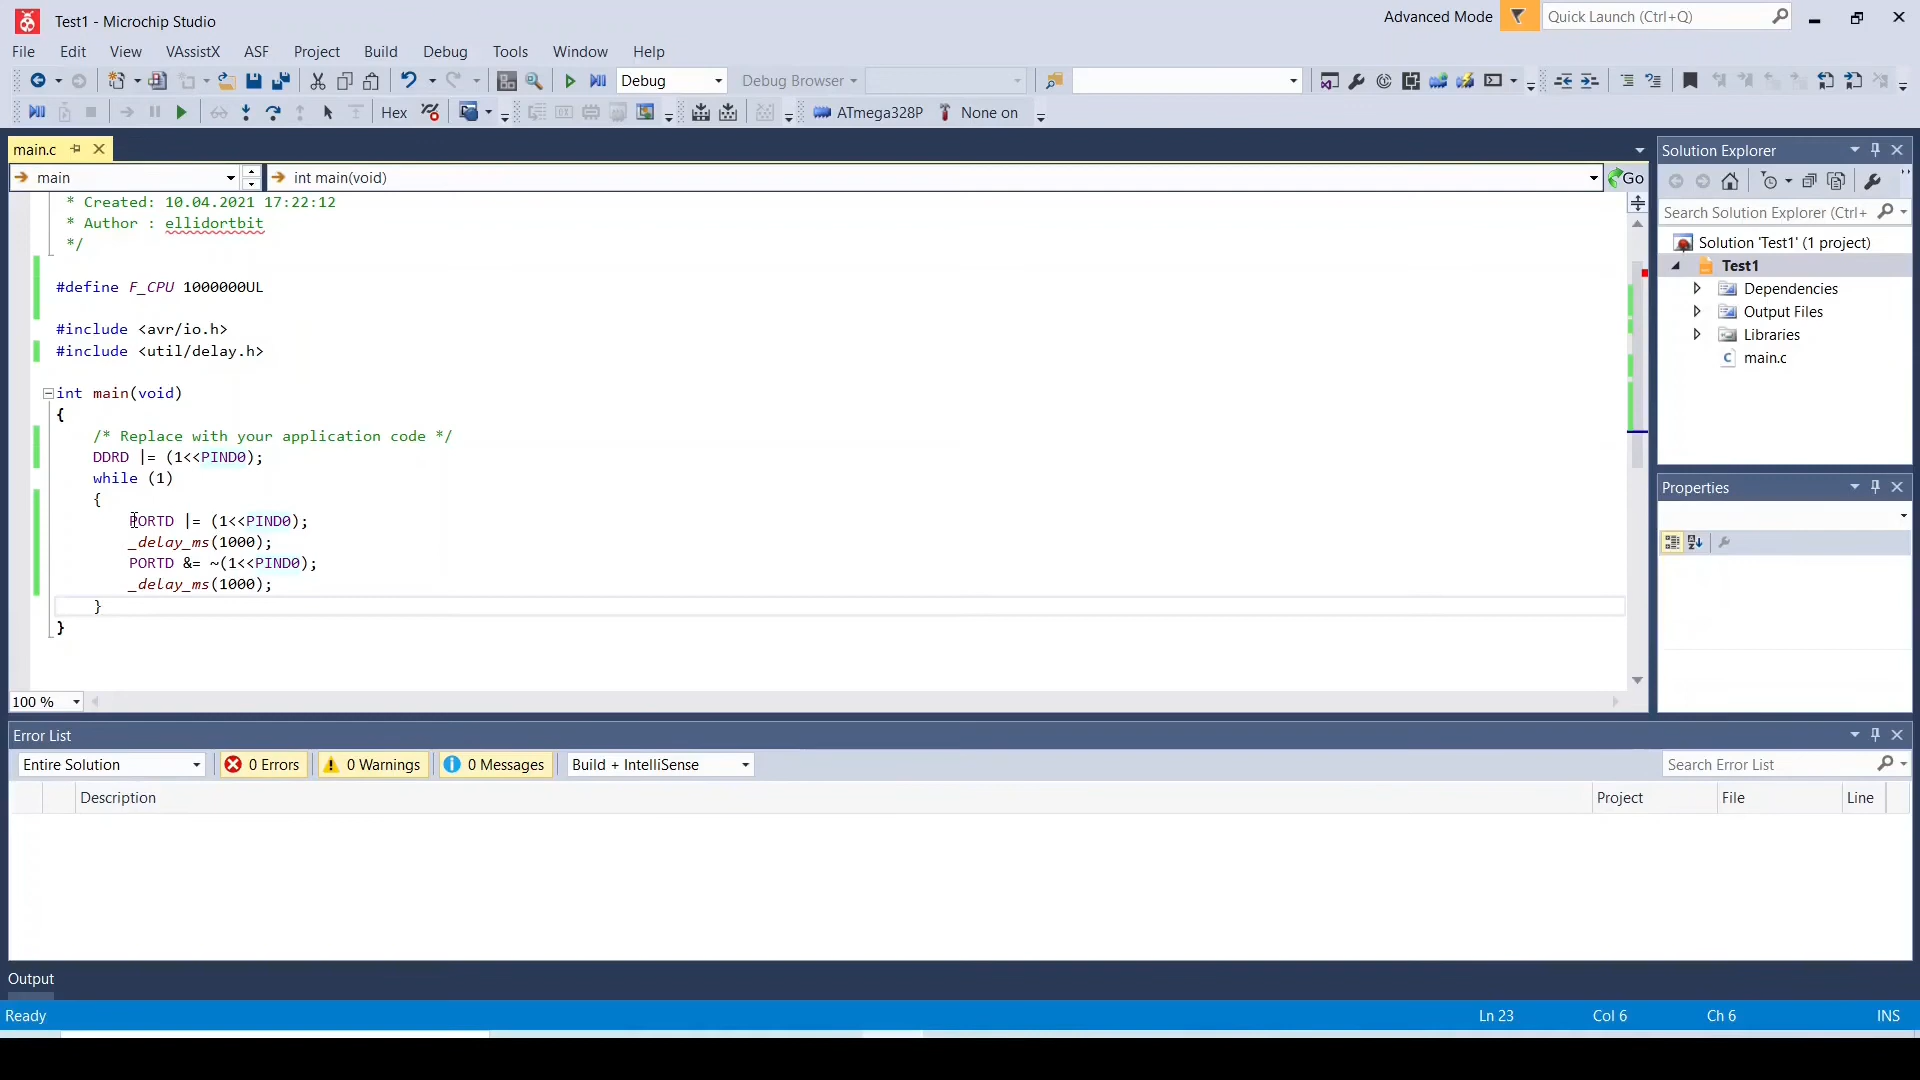 Test1 - Microchip Studio
Advanced Mode
Quick Launch (Ctrl+Q)
File Edit View VAssistX ASF Project Build Debug Tools Window Help
Debug
Debug Browser
Hex
ATmega328P
None on
main.c
main
int main(void)
Go
* Created: 10.04.2021 17:22:12
* Author : ellidortbit
*/
#define F_CPU 1000000UL
#include <avr/io.h>
#include <util/delay.h>
int main(void)
{
/* Replace with your application code */
DDRD |= (1<<PIND0);
while (1)
{
PORTD |= (1<<PIND0);
_delay_ms(1000);
PORTD &= ~(1<<PIND0);
_delay_ms(1000);
}
}
100 %
Solution Explorer
Search Solution Explorer (Ctrl+
Solution 'Test1' (1 project)
Test1
Dependencies
Output Files
Libraries
main.c
Properties
Error List
Entire Solution
0 Errors
0 Warnings
0 Messages
Build + IntelliSense
Search Error List
Description Project File Line
Output
Ready Ln 23 Col 6 Ch 6 INS